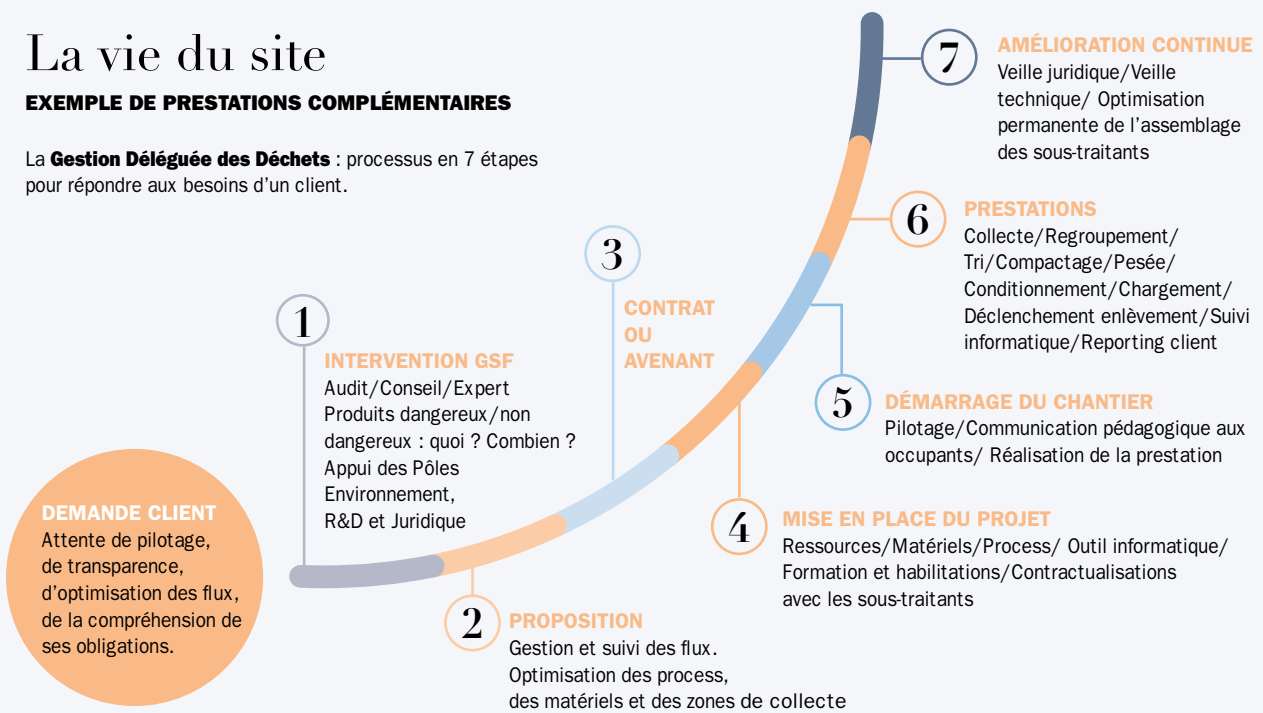 La vie du site
EXEMPLE DE PRESTATIONS COMPLÉMENTAIRES
La Gestion Déléguée des Déchets : processus en 7 étapes
pour répondre aux besoins d'un client.
DEMANDE CLIENT
Attente de pilotage,
de transparence,
d'optimisation des flux,
de la compréhension de
ses obligations.
1
INTERVENTION GSF
Audit/Conseil/Expert
Produits dangereux/non
dangereux : quoi ? Combien ?
Appui des Pôles
Environnement,
R&D et Juridique
2
PROPOSITION
Gestion et suivi des flux.
Optimisation des process,
des matériels et des zones de collecte
3
CONTRAT
OU
AVENANT
4
MISE EN PLACE DU PROJET
Ressources/Matériels/Process/ Outil informatique/
Formation et habilitations/Contractualisations
avec les sous-traitants
5
DÉMARRAGE DU CHANTIER
Pilotage/Communication pédagogique aux
occupants/ Réalisation de la prestation
6
PRESTATIONS
Collecte/Regroupement/
Tri/Compactage/Pesée/
Conditionnement/Chargement/
Déclenchement enlèvement/Suivi
informatique/Reporting client
7
AMÉLIORATION CONTINUE
Veille juridique/Veille
technique/ Optimisation
permanente de l'assemblage
des sous-traitants